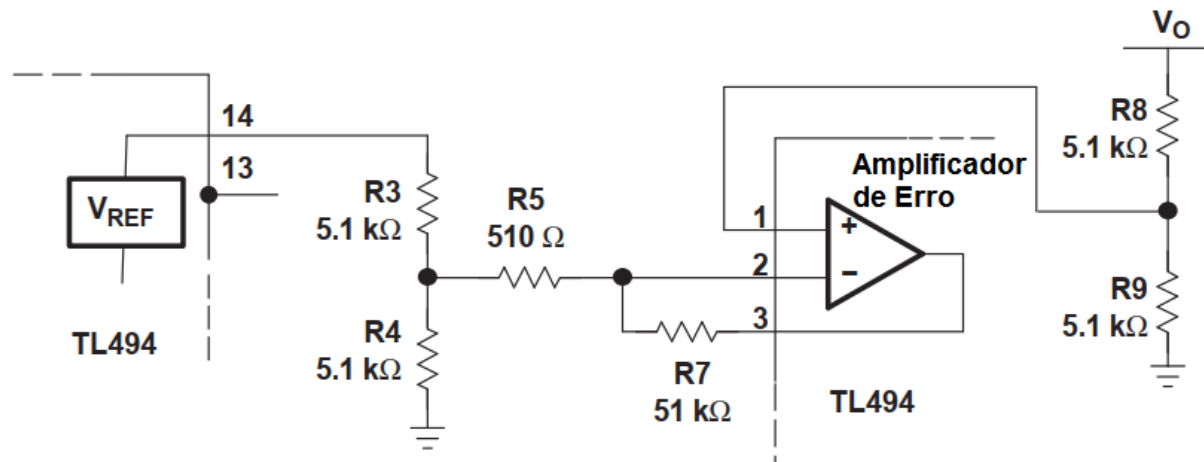 VO
14
13
VREF
TL494
R3
5.1 kΩ
R4
5.1 kΩ
R5
510 Ω
R7
51 kΩ
1
2
3
Amplificador
de Erro
+
−
TL494
R8
5.1 kΩ
R9
5.1 kΩ